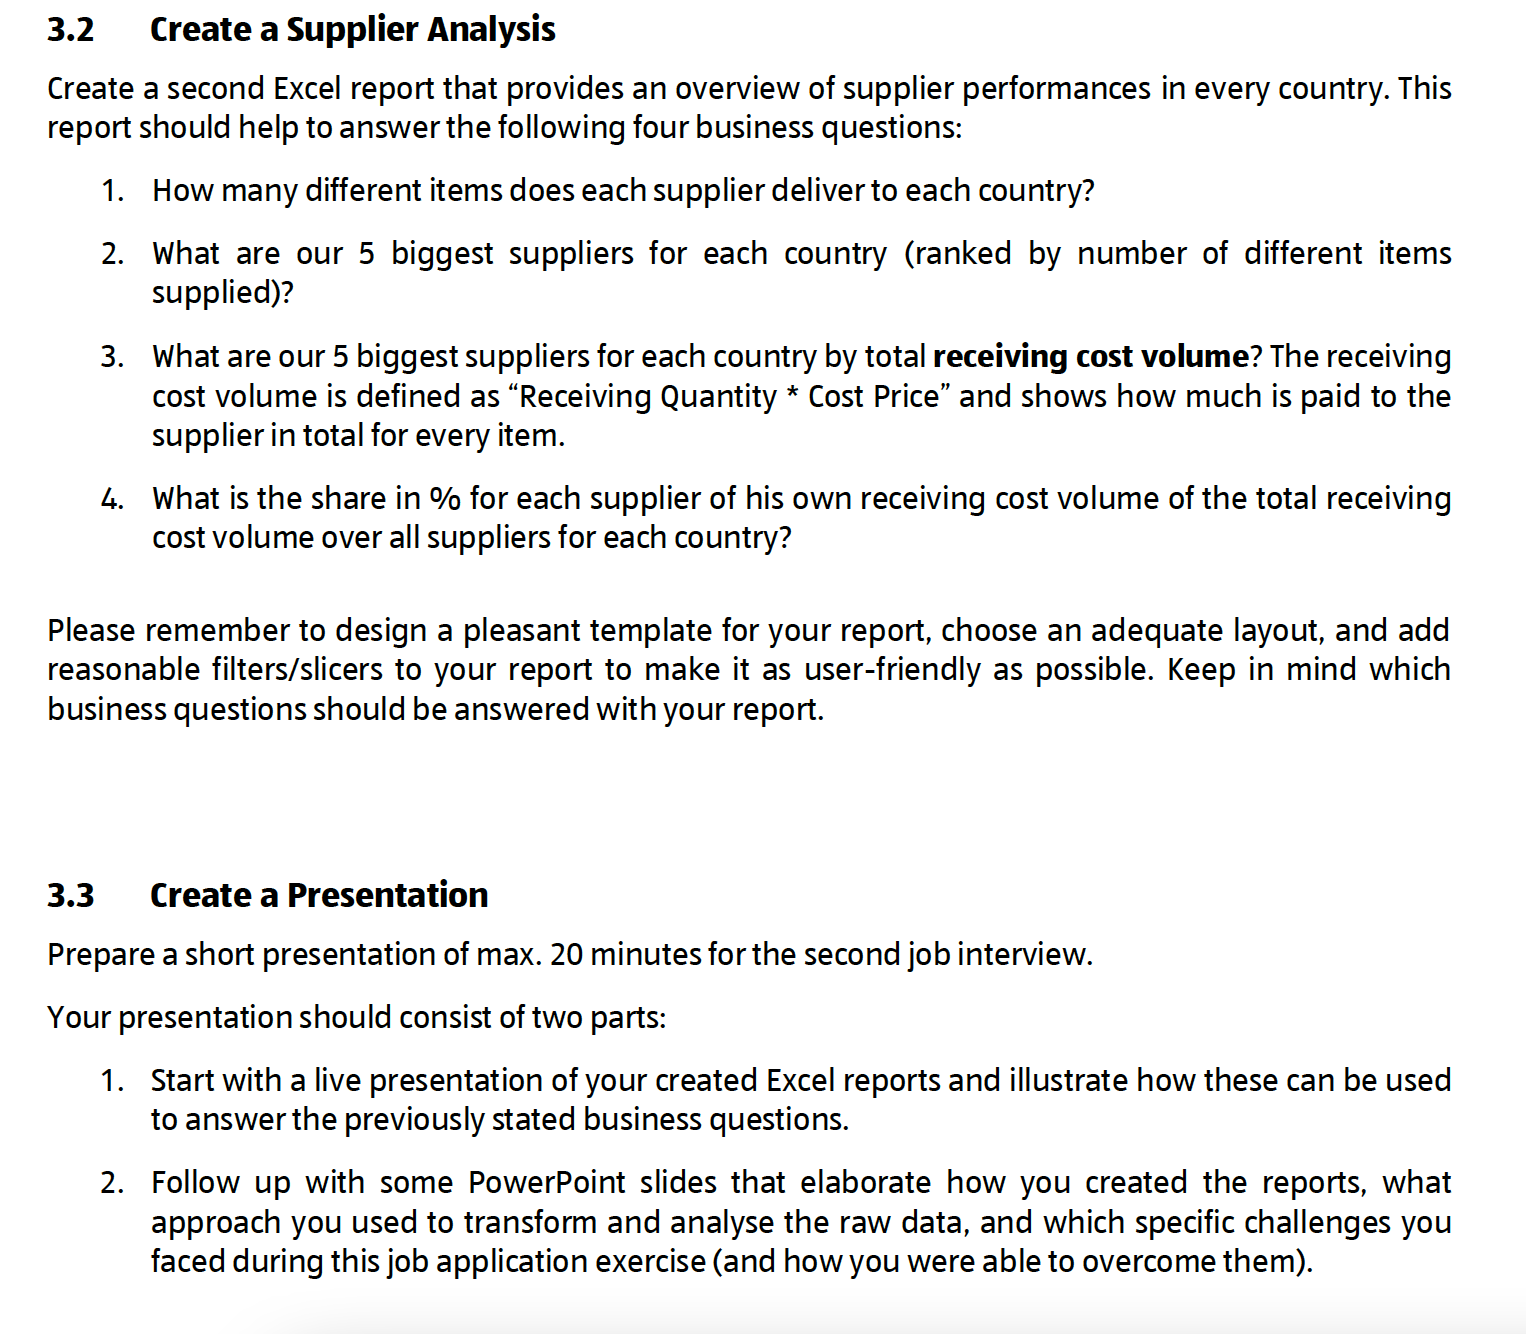 3.2 Create a Supplier Analysis
Create a second Excel report that provides an overview of supplier performances in every country. This
report should help to answer the following four business questions:
1. How many different items does each supplier deliver to each country?
2. What are our 5 biggest suppliers for each country (ranked by number of different items
supplied)?
3. What are our 5 biggest suppliers for each country by total receiving cost volume? The receiving
cost volume is defined as “Receiving Quantity * Cost Price” and shows how much is paid to the
supplier in total for every item.
4. What is the share in % for each supplier of his own receiving cost volume of the total receiving
cost volume over all suppliers for each country?
Please remember to design a pleasant template for your report, choose an adequate layout, and add
reasonable filters/slicers to your report to make it as user-friendly as possible. Keep in mind which
business questions should be answered with your report.
3.3 Create a Presentation
Prepare a short presentation of max. 20 minutes for the second job interview.
Your presentation should consist of two parts:
1. Start with a live presentation of your created Excel reports and illustrate how these can be used
to answer the previously stated business questions.
2. Follow up with some PowerPoint slides that elaborate how you created the reports, what
approach you used to transform and analyse the raw data, and which specific challenges you
faced during this job application exercise (and how you were able to overcome them).